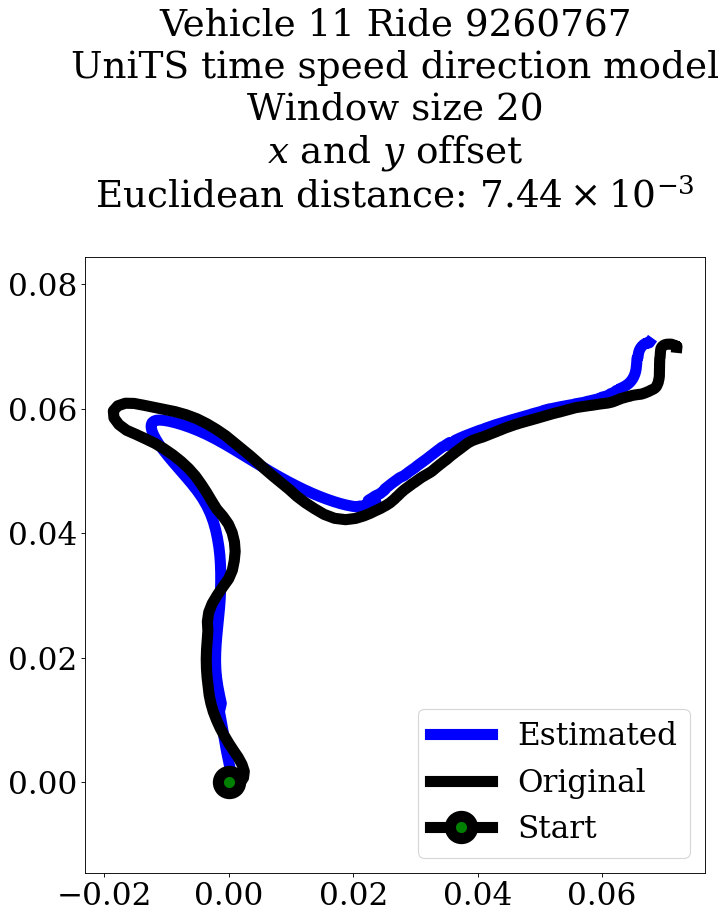 Vehicle 11 Ride 9260767
UniTS time speed direction model
Window size 20
x and y offset
Euclidean distance: 7.44 × 10⁻³
0.08
0.06
0.04
0.02
0.00
−0.02 0.00 0.02 0.04 0.06
Estimated
Original
Start